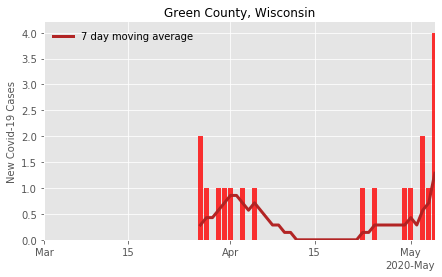 Green County, Wisconsin
7 day moving average
New Covid-19 Cases
4.0
3.5
3.0
2.5
2.0
1.5
1.0
0.5
0.0
Mar 15 Apr 15 May
2020-May